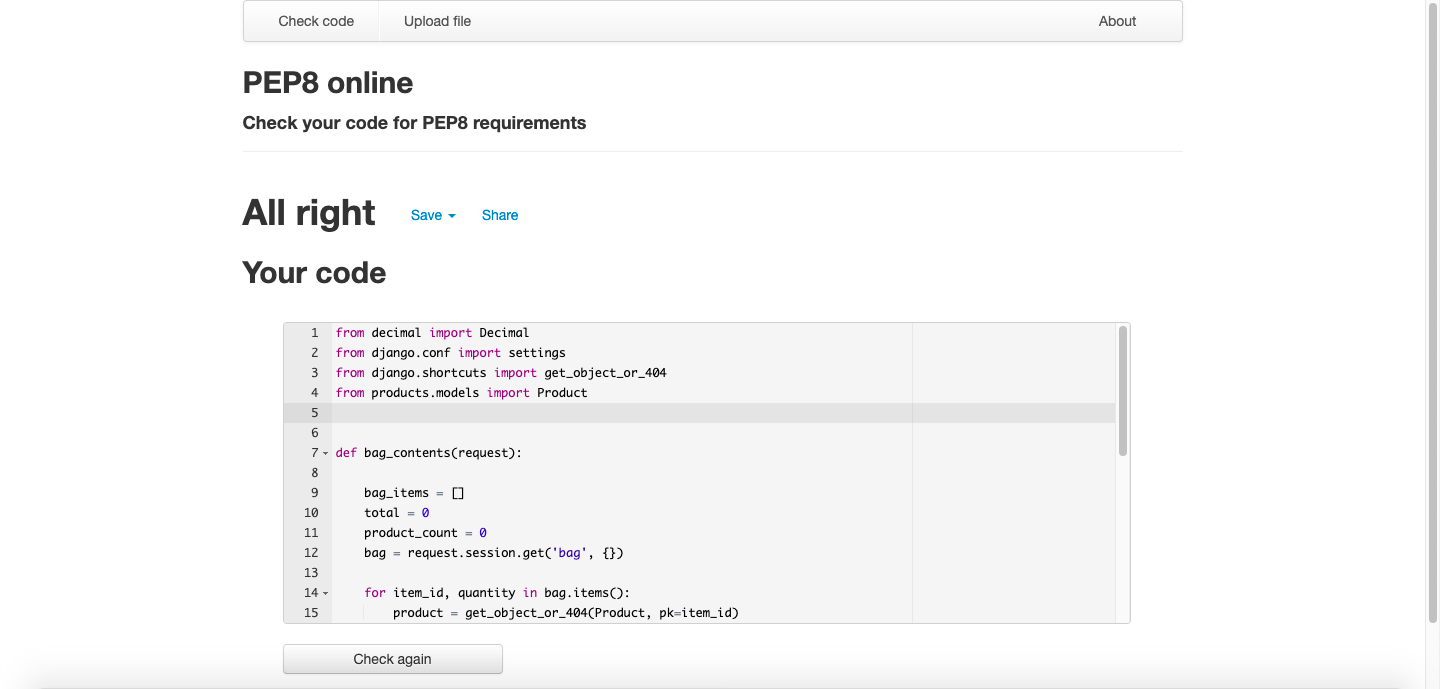 Check code Upload file About
PEP8 online
Check your code for PEP8 requirements
All right Save Share
Your code
1 from decimal import Decimal
2 from django.conf import settings
3 from django.shortcuts import get_object_or_404
4 from products.models import Product
5
6
7 def bag_contents(request):
8
9 bag_items = []
10 total = 0
11 product_count = 0
12 bag = request.session.get('bag', {})
13
14 for item_id, quantity in bag.items():
15 product = get_object_or_404(Product, pk=item_id)
Check again